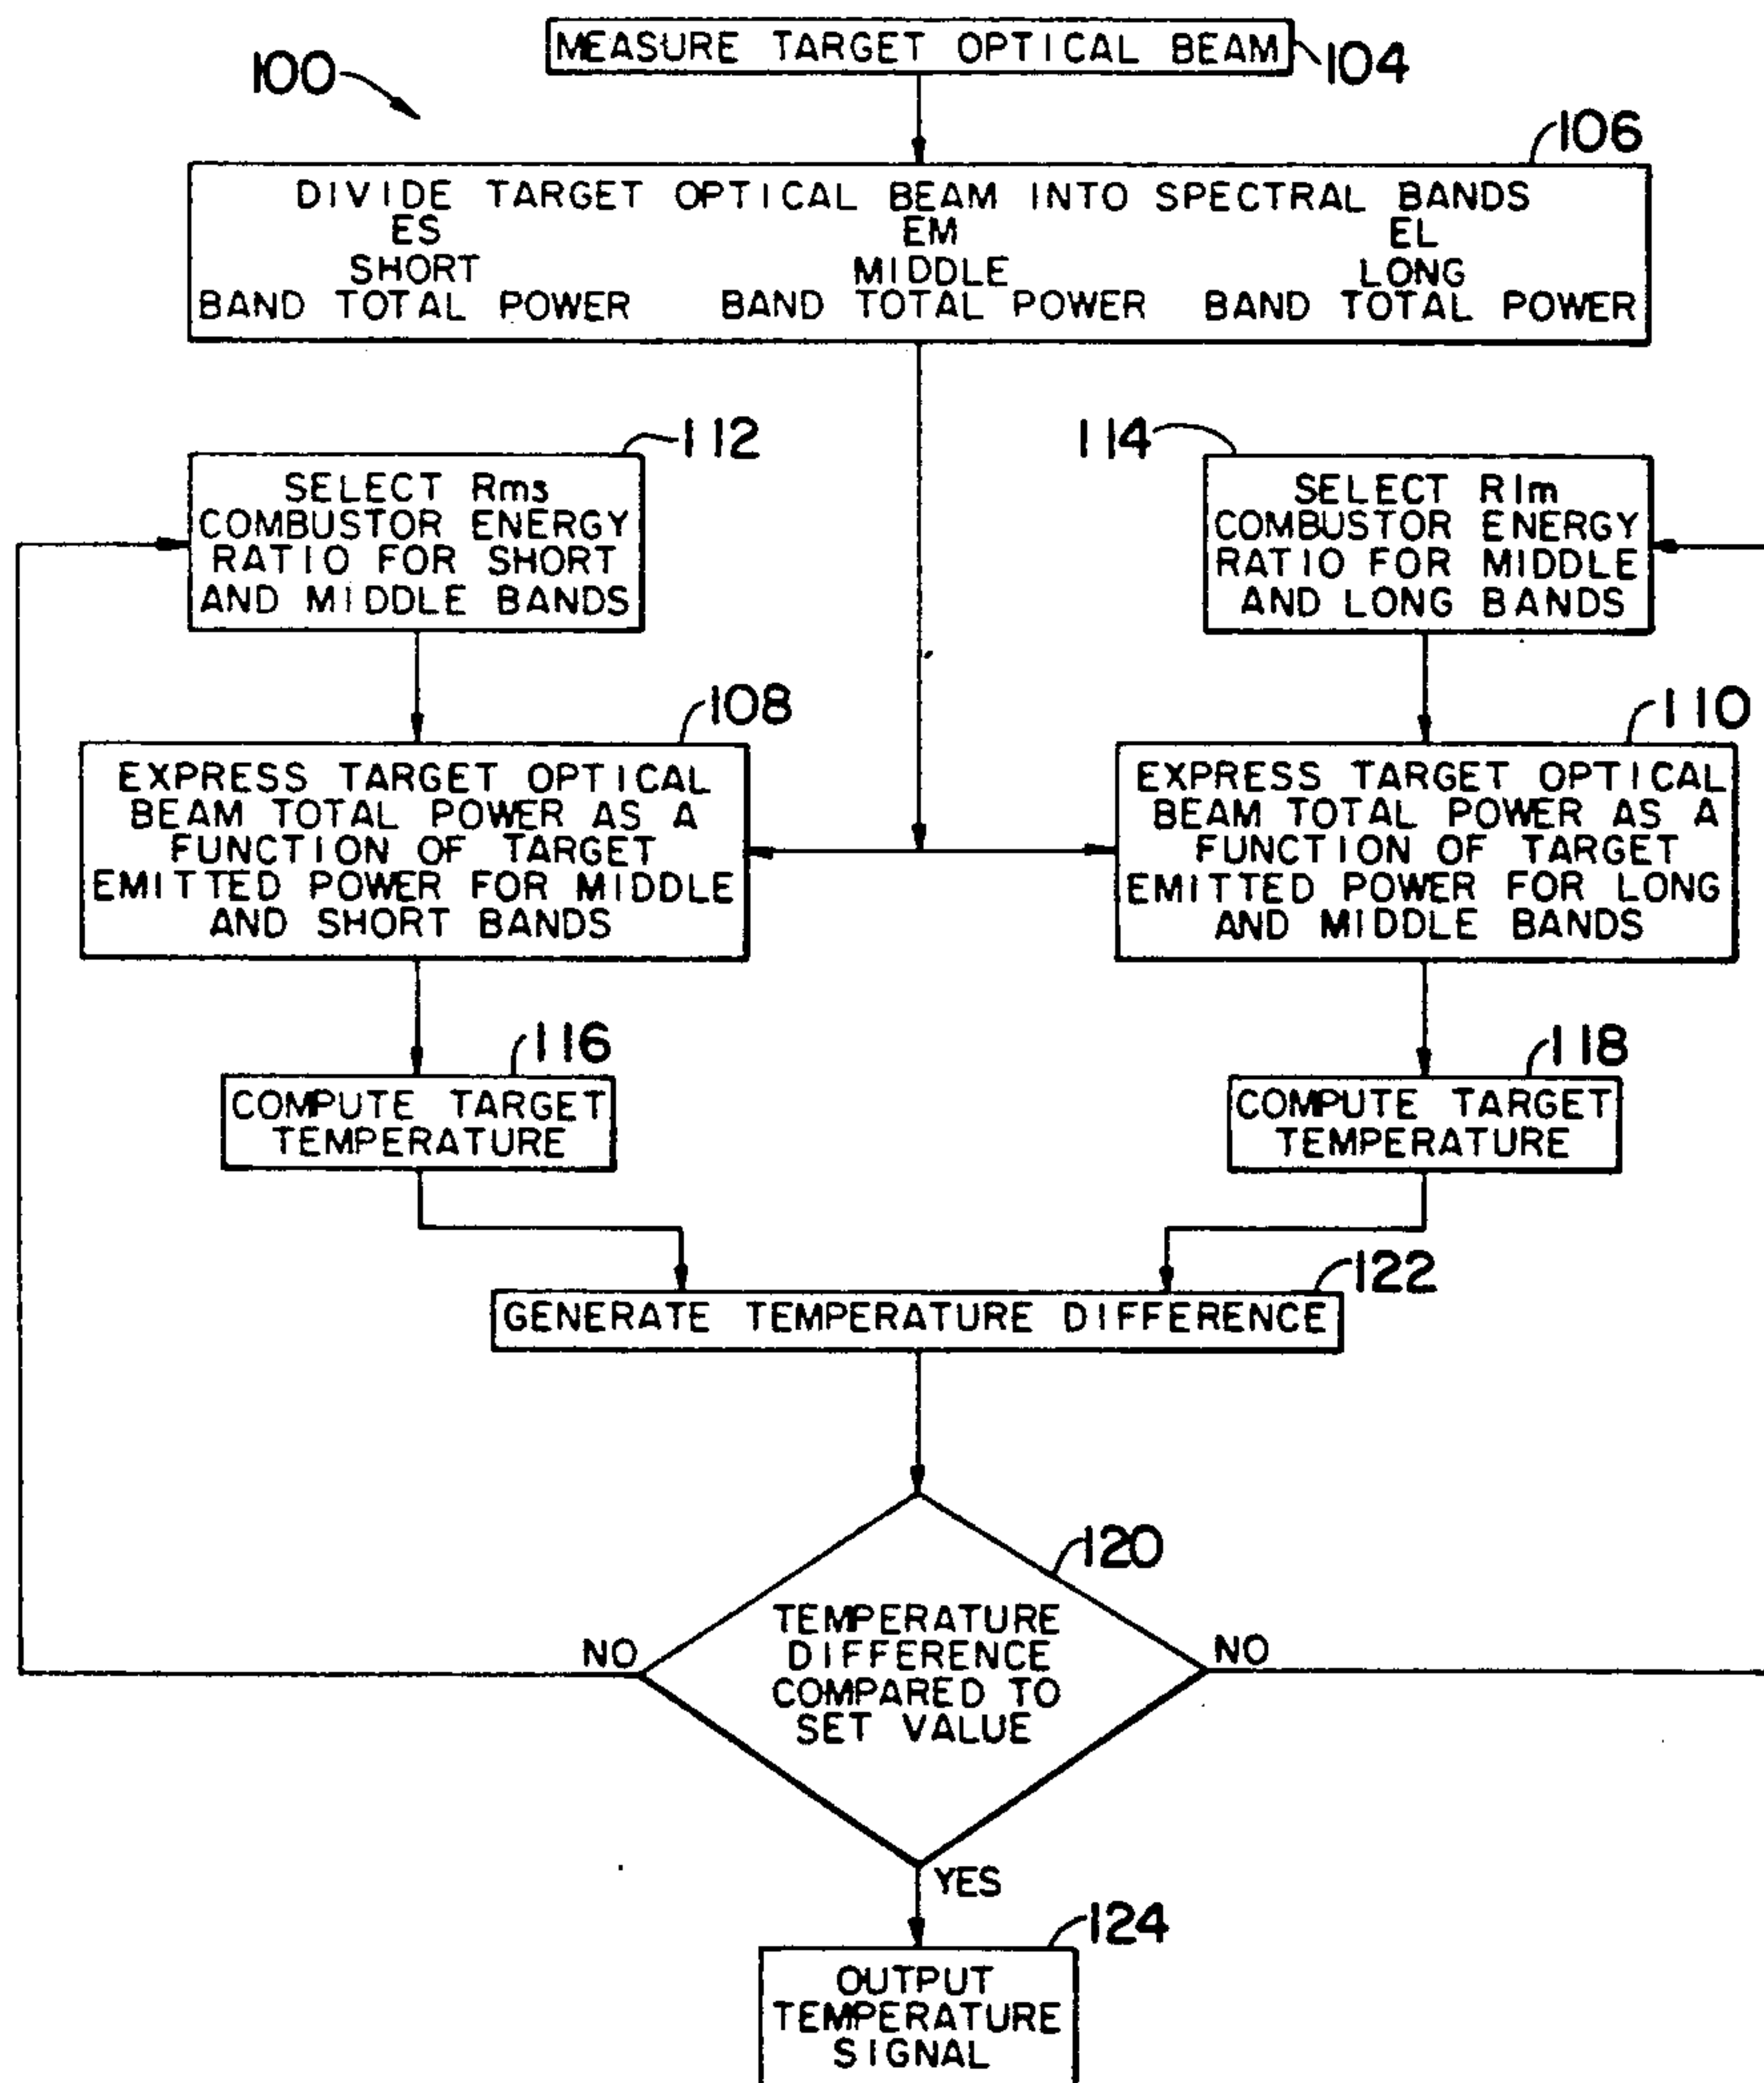 100
MEASURE TARGET OPTICAL BEAM
104
106
DIVIDE TARGET OPTICAL BEAM INTO SPECTRAL BANDS
ES EM EL
SHORT MIDDLE LONG
BAND TOTAL POWER BAND TOTAL POWER BAND TOTAL POWER
112
SELECT Rms
COMBUSTOR ENERGY
RATIO FOR SHORT
AND MIDDLE BANDS
114
SELECT Rlm
COMBUSTOR ENERGY
RATIO FOR MIDDLE
AND LONG BANDS
108
EXPRESS TARGET OPTICAL
BEAM TOTAL POWER AS A
FUNCTION OF TARGET
EMITTED POWER FOR MIDDLE
AND SHORT BANDS
110
EXPRESS TARGET OPTICAL
BEAM TOTAL POWER AS A
FUNCTION OF TARGET
EMITTED POWER FOR LONG
AND MIDDLE BANDS
116
COMPUTE TARGET
TEMPERATURE
118
COMPUTE TARGET
TEMPERATURE
122
GENERATE TEMPERATURE DIFFERENCE
120
TEMPERATURE
DIFFERENCE
COMPARED TO
SET VALUE
NO
NO
YES
124
OUTPUT
TEMPERATURE
SIGNAL